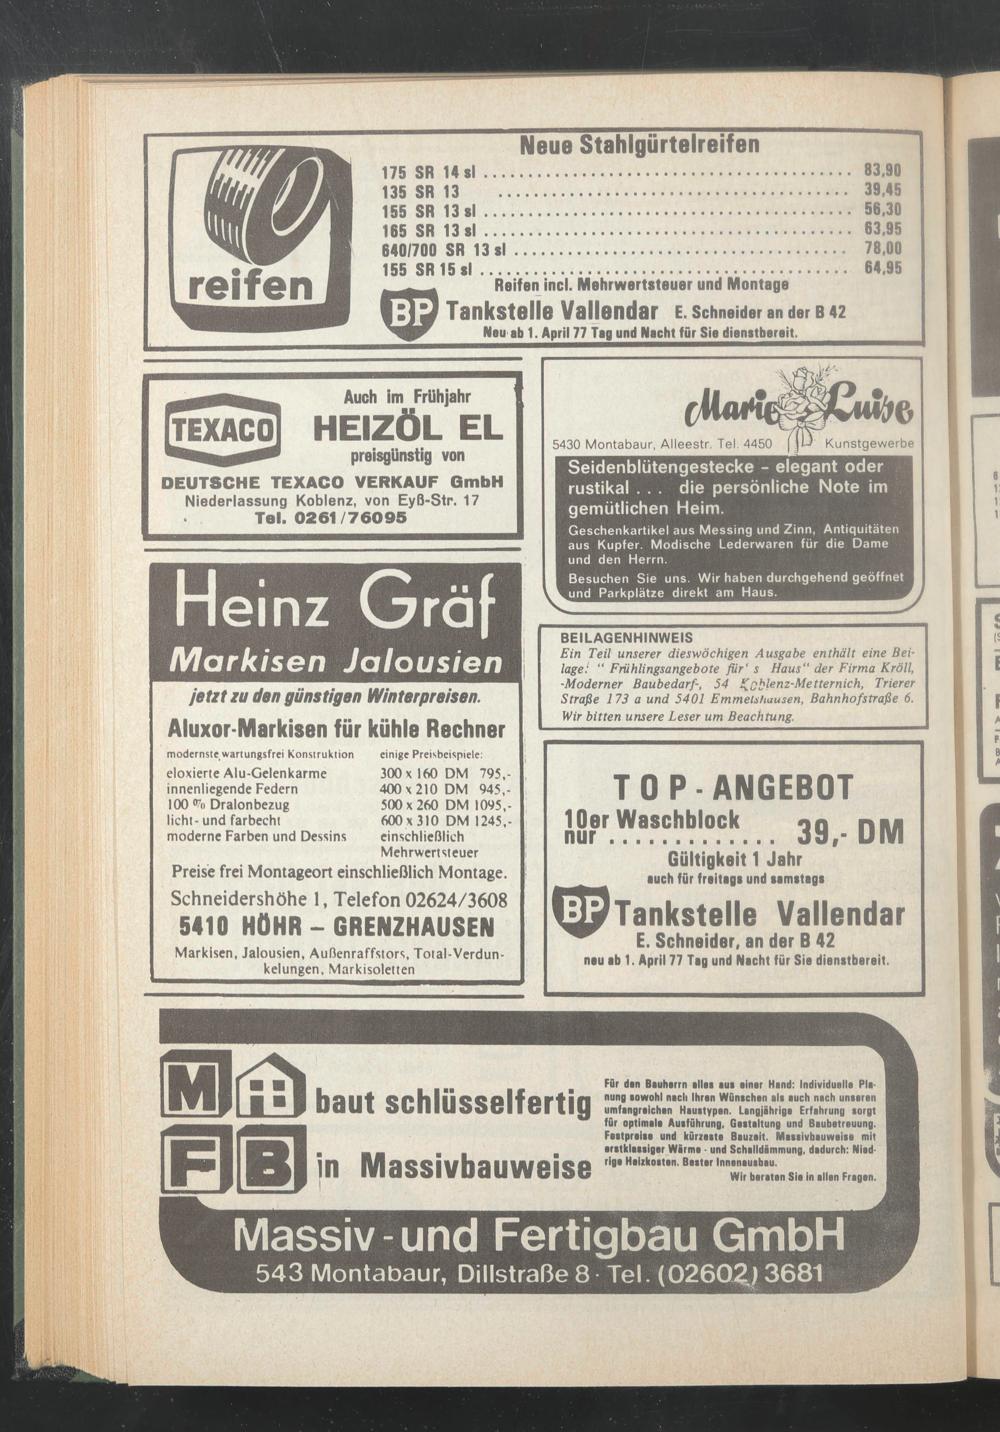 reifen
Neue Stahlgürtelreifen
175 SR 14 sl ........................................ 83,90
135 SR 13 ........................................ 39,45
155 SR 13 sl ........................................ 56,30
165 SR 13 sl ........................................ 63,95
640/700 SR 13 sl ........................................ 78,00
155 SR 15 sl ........................................ 64,95
Reifen incl. Mehrwertsteuer und Montage
BP Tankstelle Vallendar E. Schneider an der B 42
Neu ab 1. April 77 Tag und Nacht für Sie dienstbereit.
TEXACO
Auch im Frühjahr
HEIZÖL EL
preisgünstig von
DEUTSCHE TEXACO VERKAUF GmbH
Niederlassung Koblenz, von Eyß-Str. 17
Tel. 0261/76095
Marie Luise
5430 Montabaur, Alleestr. Tel. 4450 Kunstgewerbe
Seidenblütengestecke – elegant oder
rustikal ... die persönliche Note im
gemütlichen Heim.
Geschenkartikel aus Messing und Zinn, Antiquitäten
aus Kupfer. Modische Lederwaren für die Dame
und den Herrn.
Besuchen Sie uns. Wir haben durchgehend geöffnet
und Parkplätze direkt am Haus.
Heinz Gräf
Markisen Jalousien
jetzt zu den günstigen Winterpreisen.
Aluxor-Markisen für kühle Rechner
modernste wartungsfrei Konstruktion
eloxierte Alu-Gelenkarme
innenliegende Federn
100 % Dralonbezug
licht- und farbecht
moderne Farben und Dessins
einige Preisbeispiele:
300 x 160 DM 795,-
400 x 210 DM 945,-
500 x 260 DM 1095,-
600 x 310 DM 1245,-
einschließlich
Mehrwertsteuer
Preise frei Montageort einschließlich Montage.
Schneidershöhe 1, Telefon 02624/3608
5410 HÖHR – GRENZHAUSEN
Markisen, Jalousien, Außenraffstors, Total-Verdun-
kelungen, Markisoletten
BEILAGENHINWEIS
Ein Teil unserer dieswöchigen Ausgabe enthält eine Bei-
lage: " Frühlingsangebote für' s Haus" der Firma Kröll,
-Moderner Baubedarf-, 54 Koblenz-Metternich, Trierer
Straße 173 a und 5401 Emmelshausen, Bahnhofstraße 6.
Wir bitten unsere Leser um Beachtung.
TOP-ANGEBOT
10er Waschblock
nur ............. 39,- DM
Gültigkeit 1 Jahr
auch für freitags und samstags
BP Tankstelle Vallendar
E. Schneider, an der B 42
neu ab 1. April 77 Tag und Nacht für Sie dienstbereit.
M
FB
baut schlüsselfertig
in Massivbauweise
Für den Bauherrn alles aus einer Hand: Individuelle Pla-
nung sowohl nach Ihren Wünschen als auch nach unseren
umfangreichen Haustypen. Langjährige Erfahrung sorgt
für optimale Ausführung, Gestaltung und Baubetreuung.
Festpreise und kürzeste Bauzeit. Massivbauweise mit
erstklassiger Wärme - und Schalldämmung, dadurch: Nied-
rige Heizkosten. Bester Innenausbau.
Wir beraten Sie in allen Fragen.
Massiv-und Fertigbau GmbH
543 Montabaur, Dillstraße 8 · Tel. (02602) 3681